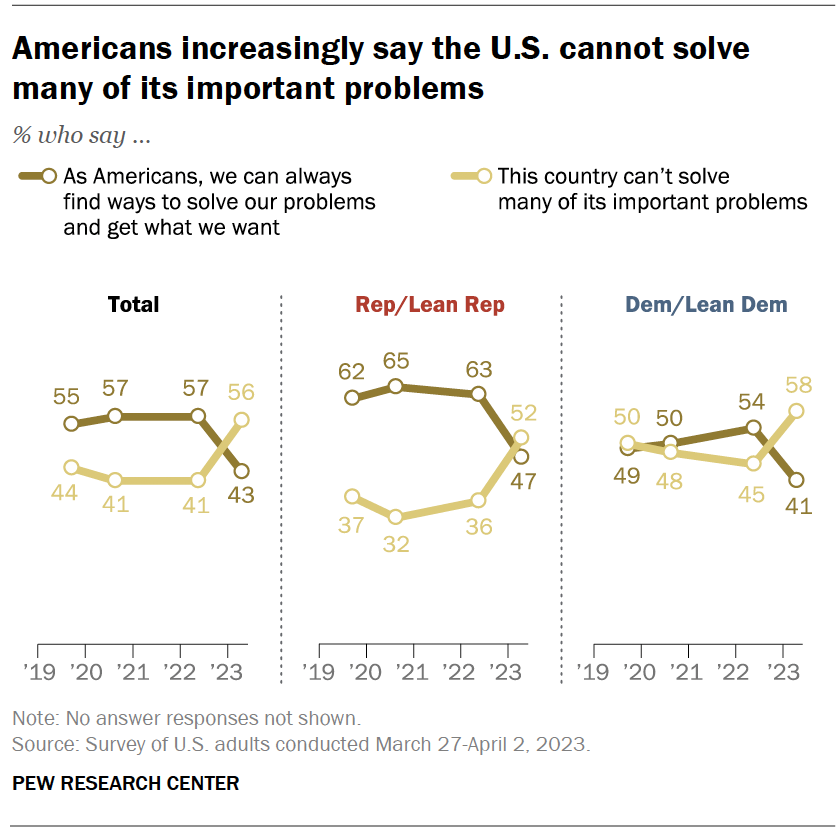 Americans increasingly say the U.S. cannot solve
many of its important problems
% who say ...
As Americans, we can always
find ways to solve our problems
and get what we want
This country can't solve
many of its important problems
Total
Rep/Lean Rep
Dem/Lean Dem
55 57 57 56
44 41 41 43
62 65 63 52
37 32 36 47
50 50 54 58
49 48 45 41
'19 '20 '21 '22 '23
'19 '20 '21 '22 '23
'19 '20 '21 '22 '23
Note: No answer responses not shown.
Source: Survey of U.S. adults conducted March 27-April 2, 2023.
PEW RESEARCH CENTER